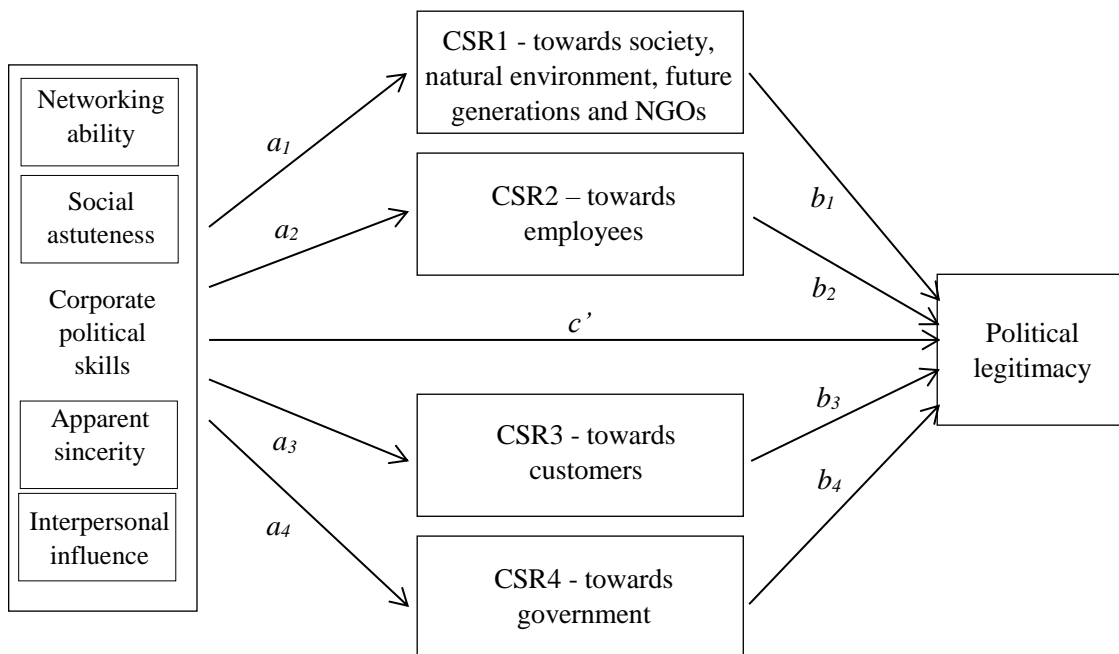 Networking
ability
Social
astuteness
Corporate
political
skills
Apparent
sincerity
Interpersonal
influence
a1
a2
c’
a3
a4
CSR1 - towards society,
natural environment, future
generations and NGOs
CSR2 – towards
employees
CSR3 - towards
customers
CSR4 - towards
government
b1
b2
b3
b4
Political
legitimacy